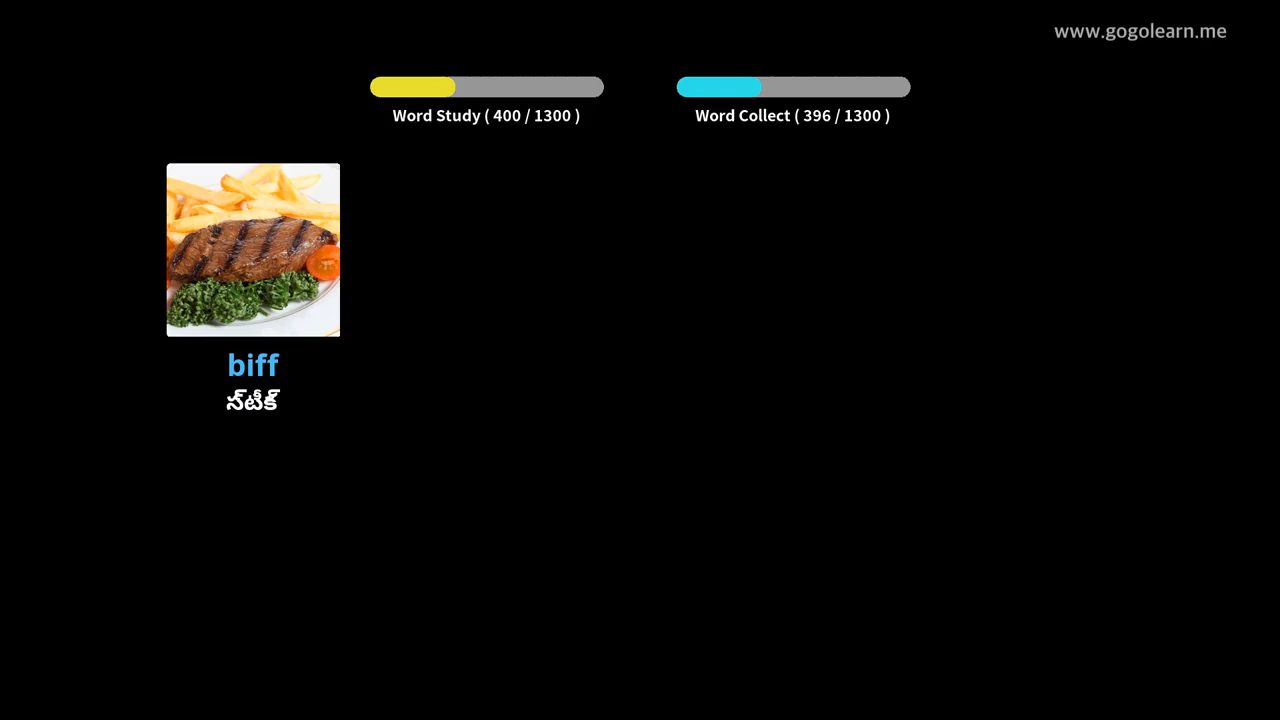 www.gogolearn.me
Word Study ( 400 / 1300 )
Word Collect ( 396 / 1300 )
biff
స్‌టీక్